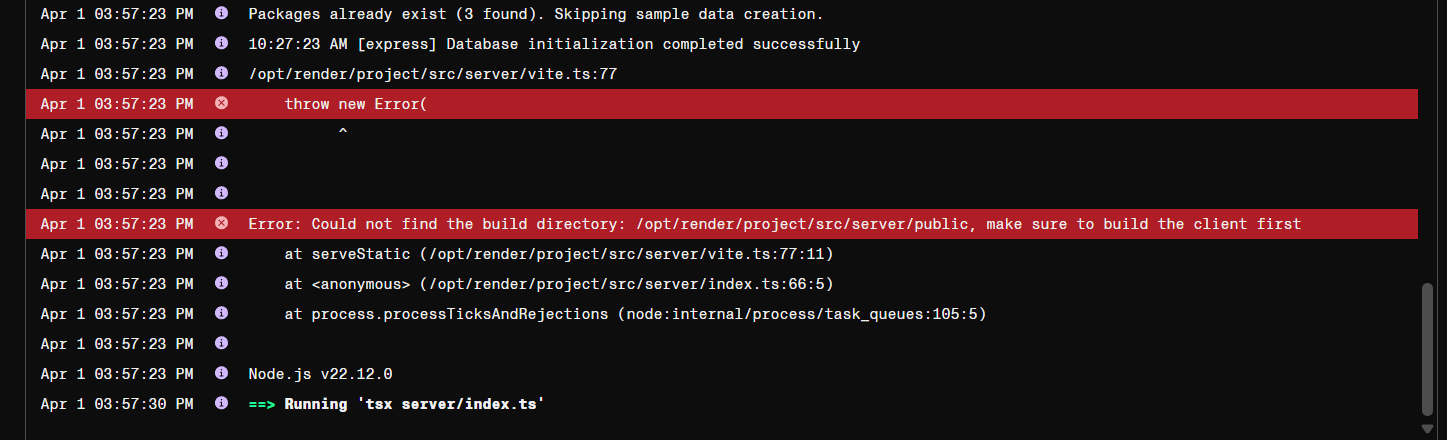 Apr 1 03:57:23 PM Packages already exist (3 found). Skipping sample data creation.
Apr 1 03:57:23 PM 10:27:23 AM [express] Database initialization completed successfully
Apr 1 03:57:23 PM /opt/render/project/src/server/vite.ts:77
Apr 1 03:57:23 PM throw new Error(
Apr 1 03:57:23 PM ^
Apr 1 03:57:23 PM
Apr 1 03:57:23 PM
Apr 1 03:57:23 PM Error: Could not find the build directory: /opt/render/project/src/server/public, make sure to build the client first
Apr 1 03:57:23 PM at serveStatic (/opt/render/project/src/server/vite.ts:77:11)
Apr 1 03:57:23 PM at <anonymous> (/opt/render/project/src/server/index.ts:66:5)
Apr 1 03:57:23 PM at process.processTicksAndRejections (node:internal/process/task_queues:105:5)
Apr 1 03:57:23 PM
Apr 1 03:57:23 PM Node.js v22.12.0
Apr 1 03:57:30 PM ==> Running 'tsx server/index.ts'